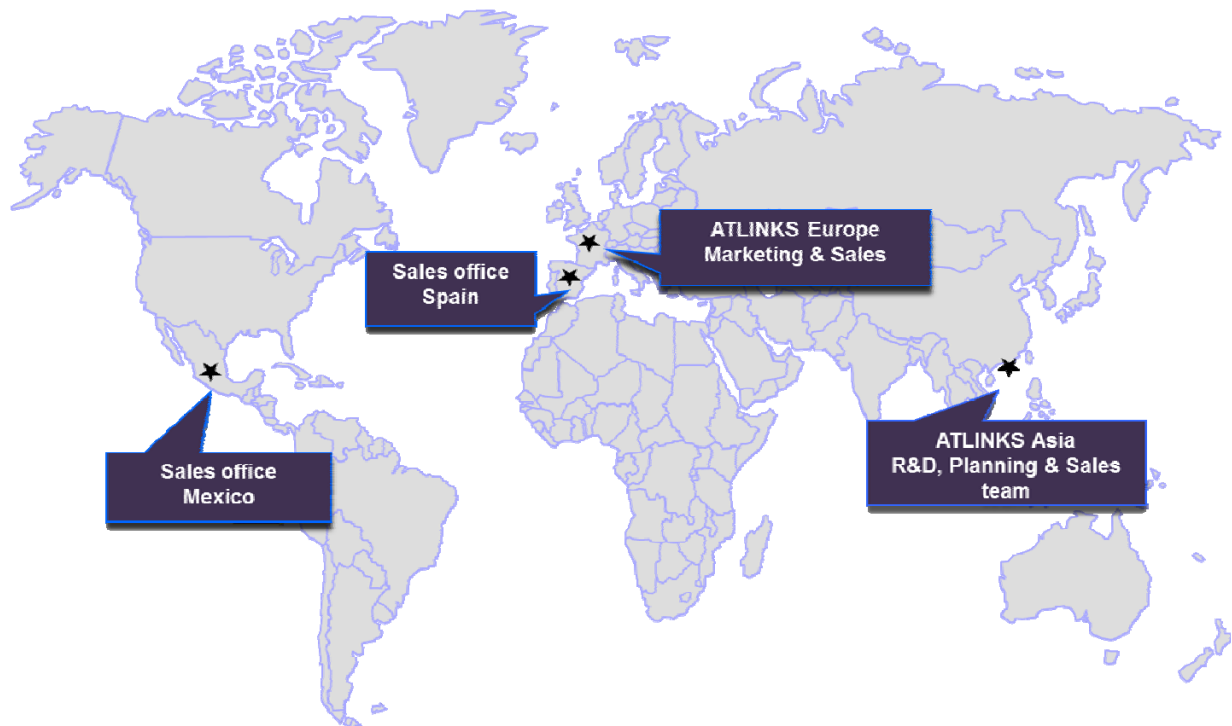 ATLINKS Europe
Marketing & Sales
Sales office
Spain
ATLINKS Asia
R&D, Planning & Sales
team
Sales office
Mexico